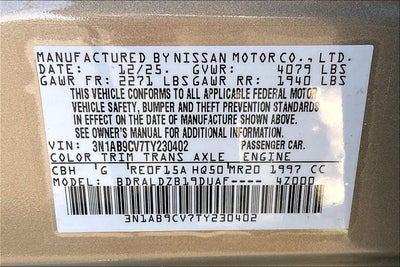 MANUFACTURED BY NISSAN MOTOR CO., LTD.
DATE: 12/25. GVWR: 4079 LBS
GAWR FR: 2271 LBS GAWR RR: 1940 LBS
THIS VEHICLE CONFORMS TO ALL APPLICABLE FEDERAL MOTOR
VEHICLE SAFETY, BUMPER AND THEFT PREVENTION STANDARDS
IN EFFECT ON THE DATE OF MANUFACTURE SHOWN ABOVE.
SEE OWNER'S MANUAL FOR ADDITIONAL INFORMATION
VIN: 3N1AB9CV7TY230402 PASSENGER CAR.
COLOR TRIM TRANS AXLE ENGINE
CBH G RE0F15A HQ50 MR20 1997 CC
MODEL: BDRALDZB19DUAF---- 4Z000
3N1AB9CV7TY230402